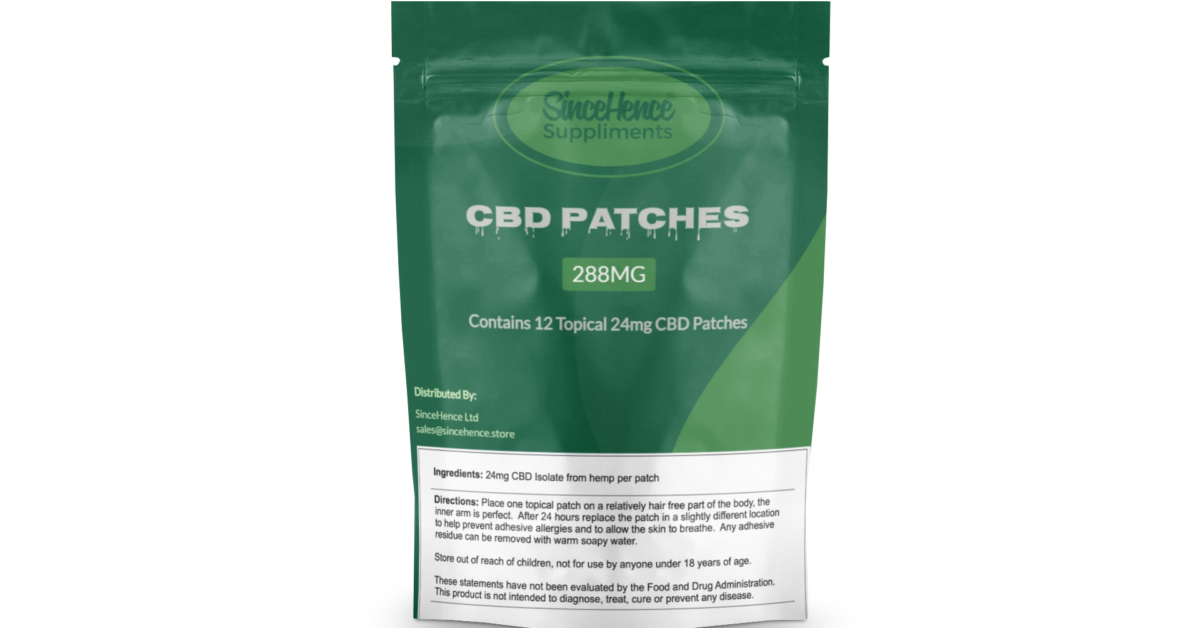 SinceHence
Suppliments
CBD PATCHES
288MG
Contains 12 Topical 24mg CBD Patches
Distributed By:
SinceHence Ltd
sales@sincehence.store
Ingredients: 24mg CBD Isolate from hemp per patch
Directions: Place one topical patch on a relatively hair free part of the body, the
inner arm is perfect. After 24 hours replace the patch in a slightly different location
to help prevent adhesive allergies and to allow the skin to breathe. Any adhesive
residue can be removed with warm soapy water.
Store out of reach of children, not for use by anyone under 18 years of age.
These statements have not been evaluated by the Food and Drug Administration.
This product is not intended to diagnose, treat, cure or prevent any disease.